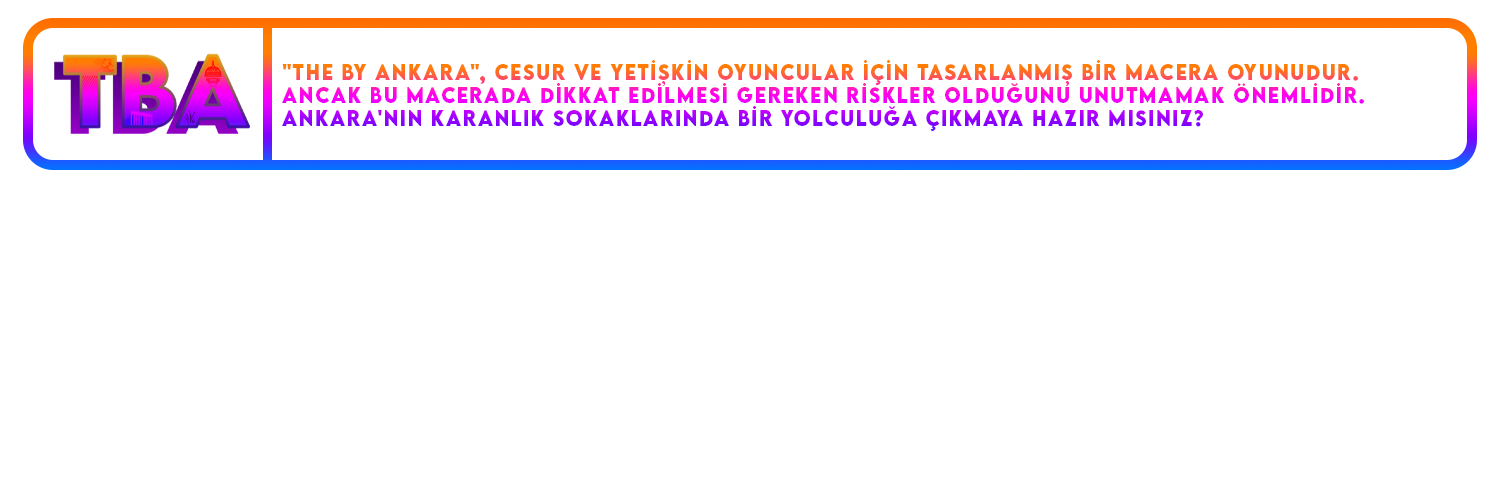 TBA
"THE BY ANKARA", CESUR VE YETİŞKİN OYUNCULAR İÇİN TASARLANMIŞ BİR MACERA OYUNUDUR.
ANCAK BU MACERADA DİKKAT EDİLMESİ GEREKEN RİSKLER OLDUĞUNU UNUTMAMAK ÖNEMLİDİR.
ANKARA'NIN KARANLIK SOKAKLARINDA BİR YOLCULUĞA ÇIKMAYA HAZIR MISINIZ?